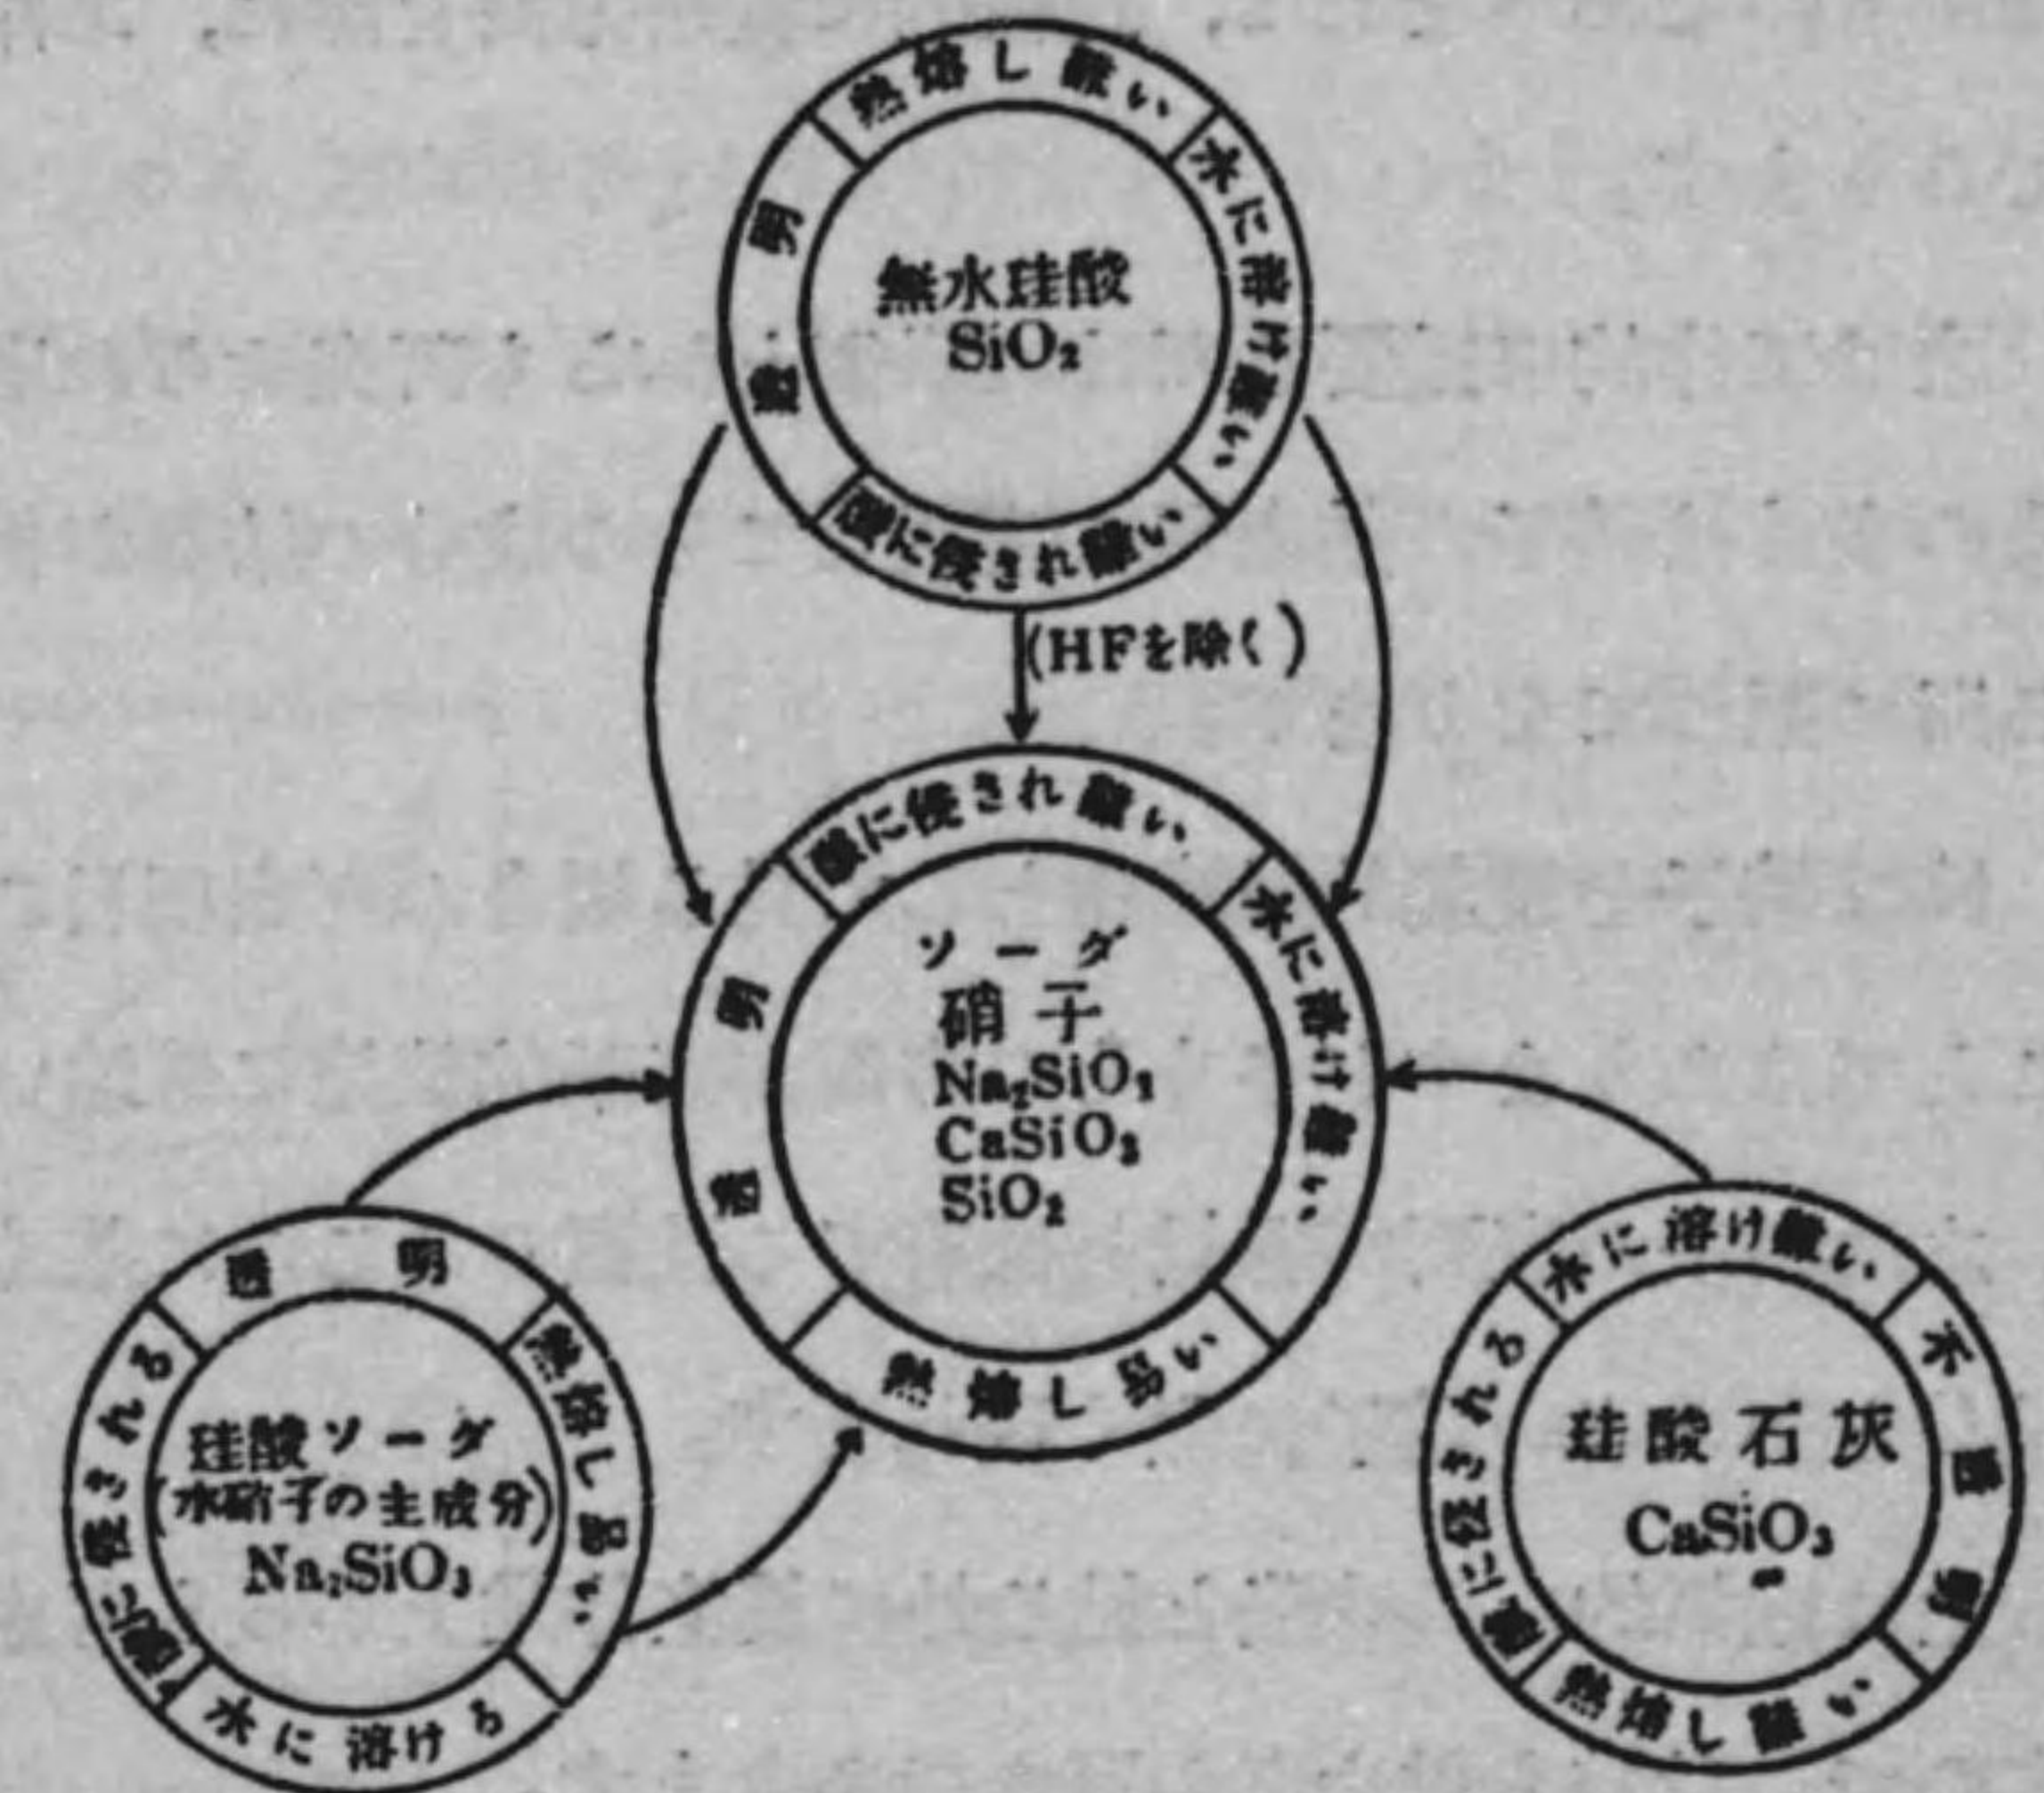 熱熔し難い
水に溶け難い
透明
無水珪酸
SiO₂
酸に侵され難い
(HFを除く)
酸に侵され難い
水に溶け難い
透明
ソーダ
硝子
Na₂SiO₃
CaSiO₃
SiO₂
熱熔し易い
透明
熱熔し易い
酸に侵される
珪酸ソーダ
(水硝子の主成分)
Na₂SiO₃
水に溶ける
水に溶け難い
不透明
酸に侵される
珪酸石灰
CaSiO₃
熱熔し難い